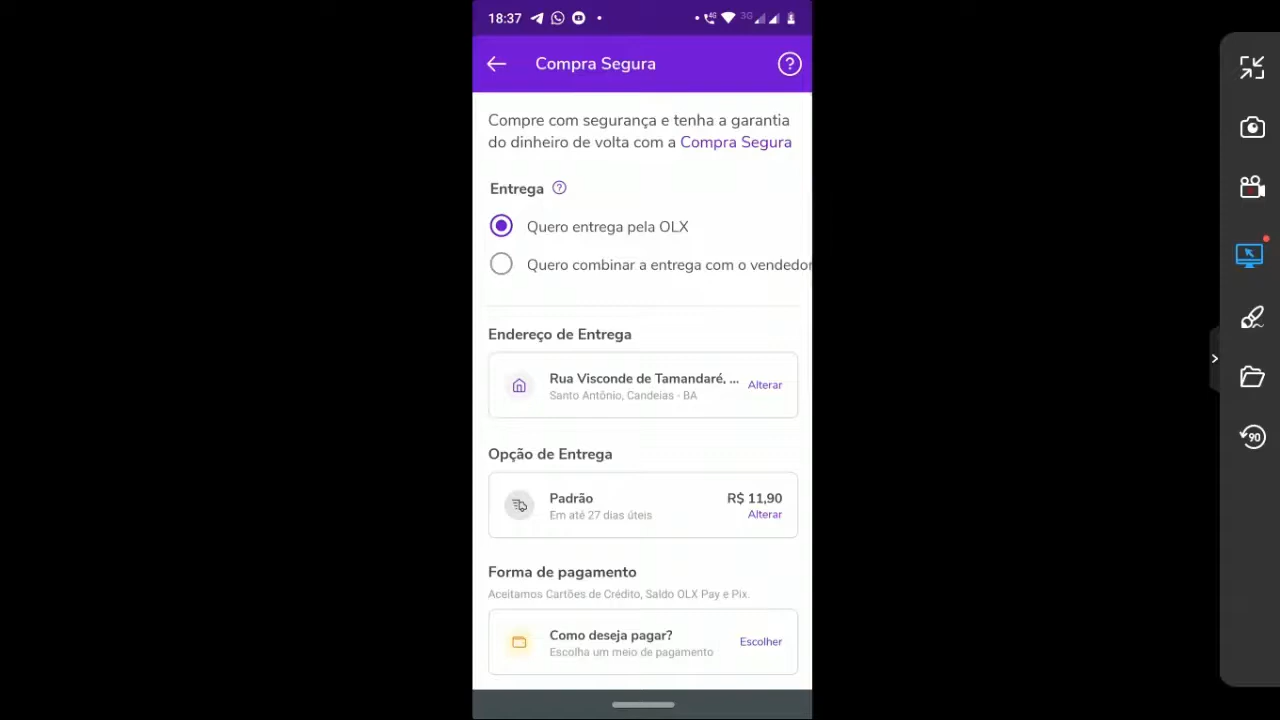 18:37
4G
3G
Compra Segura
?
Compre com segurança e tenha a garantia
do dinheiro de volta com a Compra Segura
Entrega ?
Quero entrega pela OLX
Quero combinar a entrega com o vendedor
Endereço de Entrega
Rua Visconde de Tamandaré, ...
Alterar
Santo Antônio, Candeias - BA
Opção de Entrega
Padrão R$ 11,90
Em até 27 dias úteis Alterar
Forma de pagamento
Aceitamos Cartões de Crédito, Saldo OLX Pay e Pix.
Como deseja pagar?
Escolher
Escolha um meio de pagamento
90